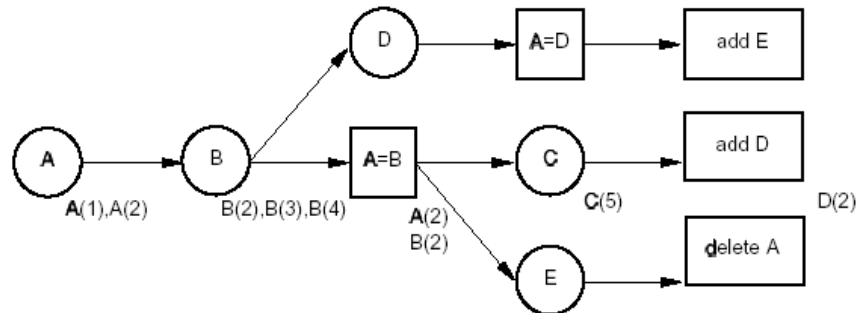 D
A=D
add E
A
B
A=B
C
add D
A(1),A(2)
B(2),B(3),B(4)
A(2)
B(2)
C(5)
D(2)
E
delete A